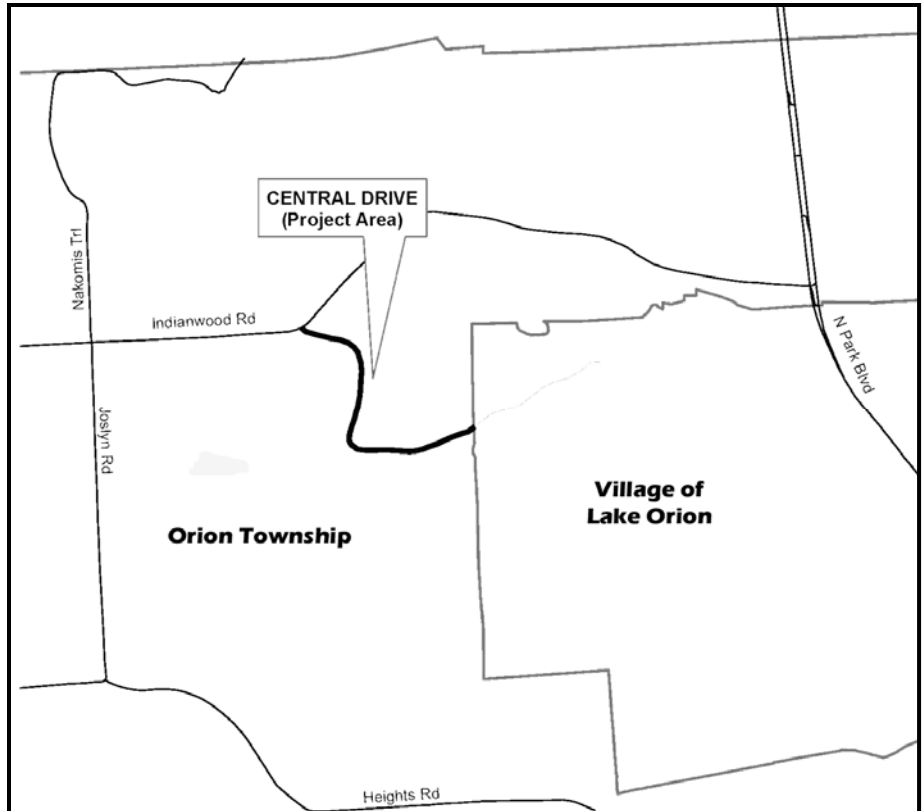 CENTRAL DRIVE
(Project Area)
Nakomis Trl
Indianwood Rd
N Park Blvd
Joslyn Rd
Village of
Lake Orion
Orion Township
Heights Rd